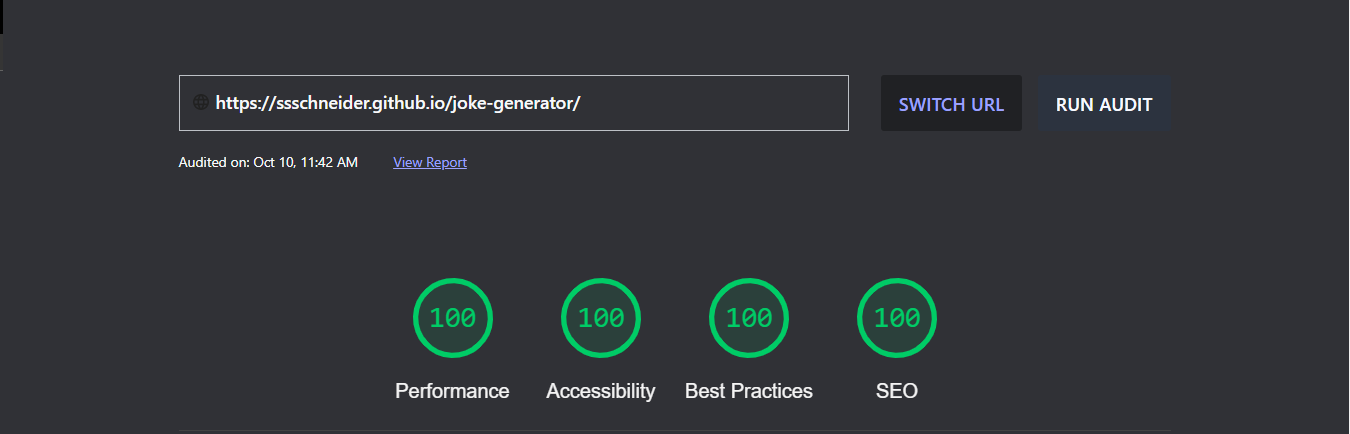 https://ssschneider.github.io/joke-generator/ SWITCH URL RUN AUDIT
Audited on: Oct 10, 11:42 AM View Report
100 100 100 100
Performance Accessibility Best Practices SEO